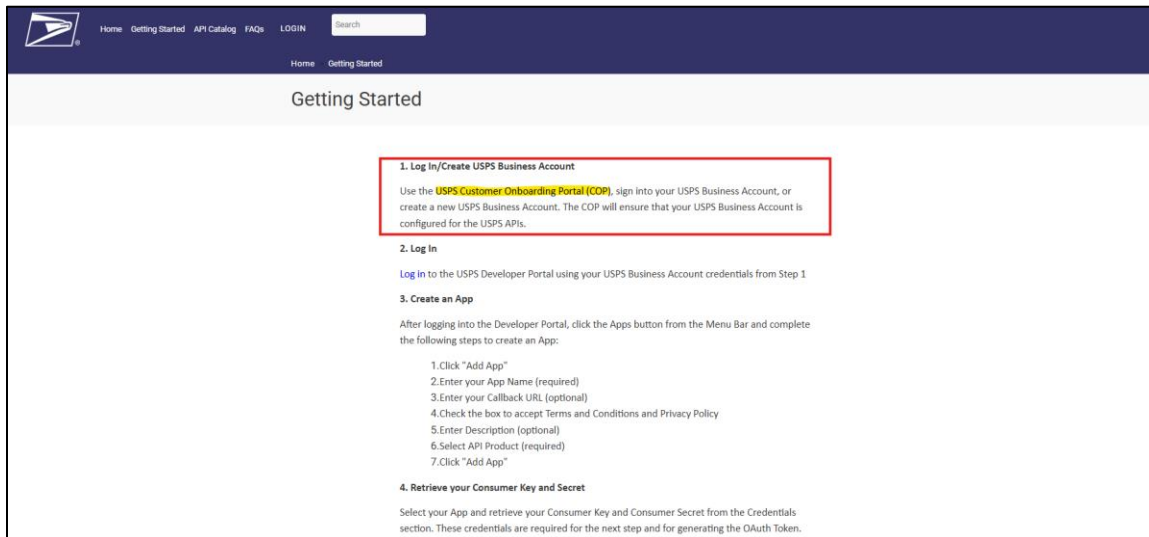 Home Getting Started API Catalog FAQs LOGIN Search
Home Getting Started
Getting Started
1. Log In/Create USPS Business Account
Use the USPS Customer Onboarding Portal (COP), sign into your USPS Business Account, or
create a new USPS Business Account. The COP will ensure that your USPS Business Account is
configured for the USPS APIs.
2. Log In
Log in to the USPS Developer Portal using your USPS Business Account credentials from Step 1
3. Create an App
After logging into the Developer Portal, click the Apps button from the Menu Bar and complete
the following steps to create an App:
1.Click "Add App"
2.Enter your App Name (required)
3.Enter your Callback URL (optional)
4.Check the box to accept Terms and Conditions and Privacy Policy
5.Enter Description (optional)
6.Select API Product (required)
7.Click "Add App"
4. Retrieve your Consumer Key and Secret
Select your App and retrieve your Consumer Key and Consumer Secret from the Credentials
section. These credentials are required for the next step and for generating the OAuth Token.